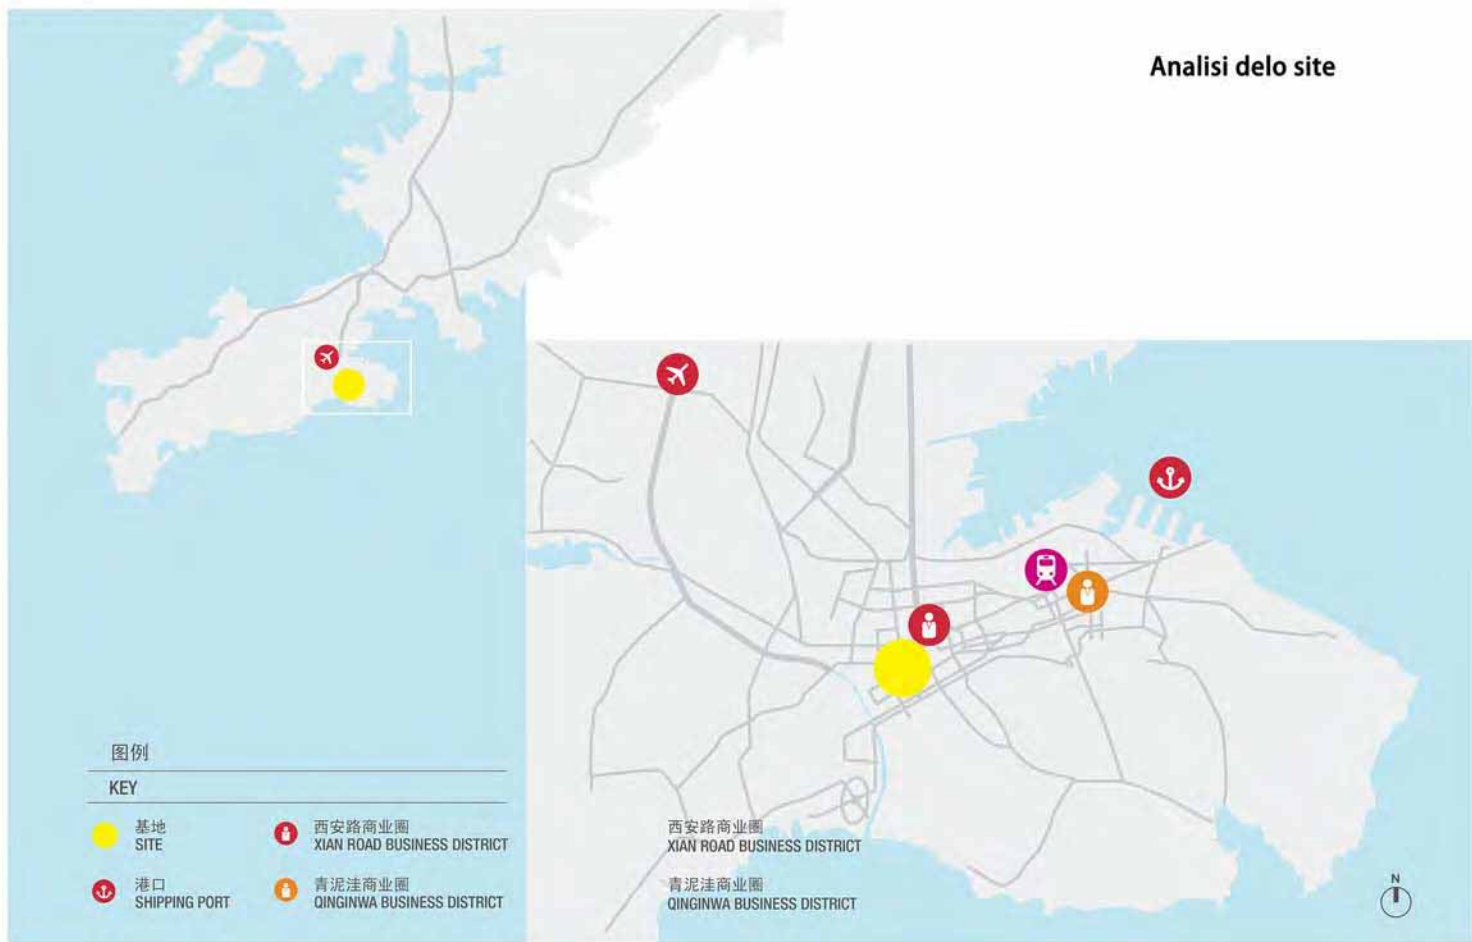 Analisi delo site
图例
KEY
基地
SITE
西安路商业圈
XIAN ROAD BUSINESS DISTRICT
港口
SHIPPING PORT
青泥洼商业圈
QINGINWA BUSINESS DISTRICT
西安路商业圈
XIAN ROAD BUSINESS DISTRICT
青泥洼商业圈
QINGINWA BUSINESS DISTRICT
N